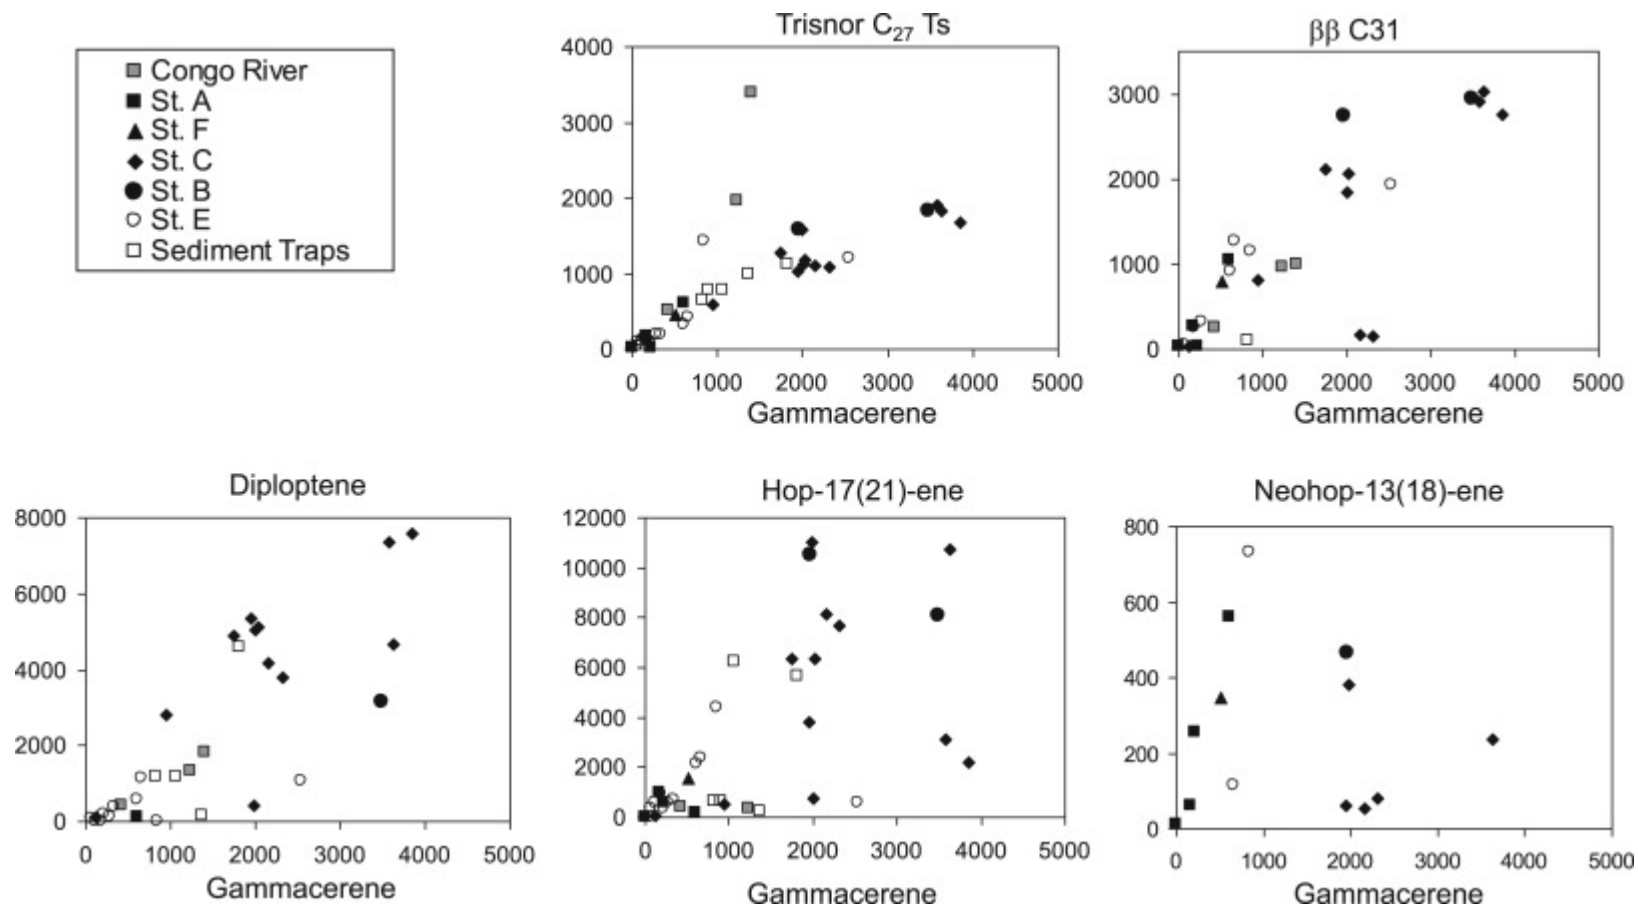 Congo River
St. A
St. F
St. C
St. B
St. E
Sediment Traps
Trisnor C₂₇ Ts
4000
3000
2000
1000
0
0 1000 2000 3000 4000 5000
Gammacerene
ββ C31
3000
2000
1000
0
0 1000 2000 3000 4000 5000
Gammacerene
Diploptene
8000
6000
4000
2000
0
0 1000 2000 3000 4000 5000
Gammacerene
Hop-17(21)-ene
12000
10000
8000
6000
4000
2000
0
0 1000 2000 3000 4000 5000
Gammacerene
Neohop-13(18)-ene
800
600
400
200
0
0 1000 2000 3000 4000 5000
Gammacerene